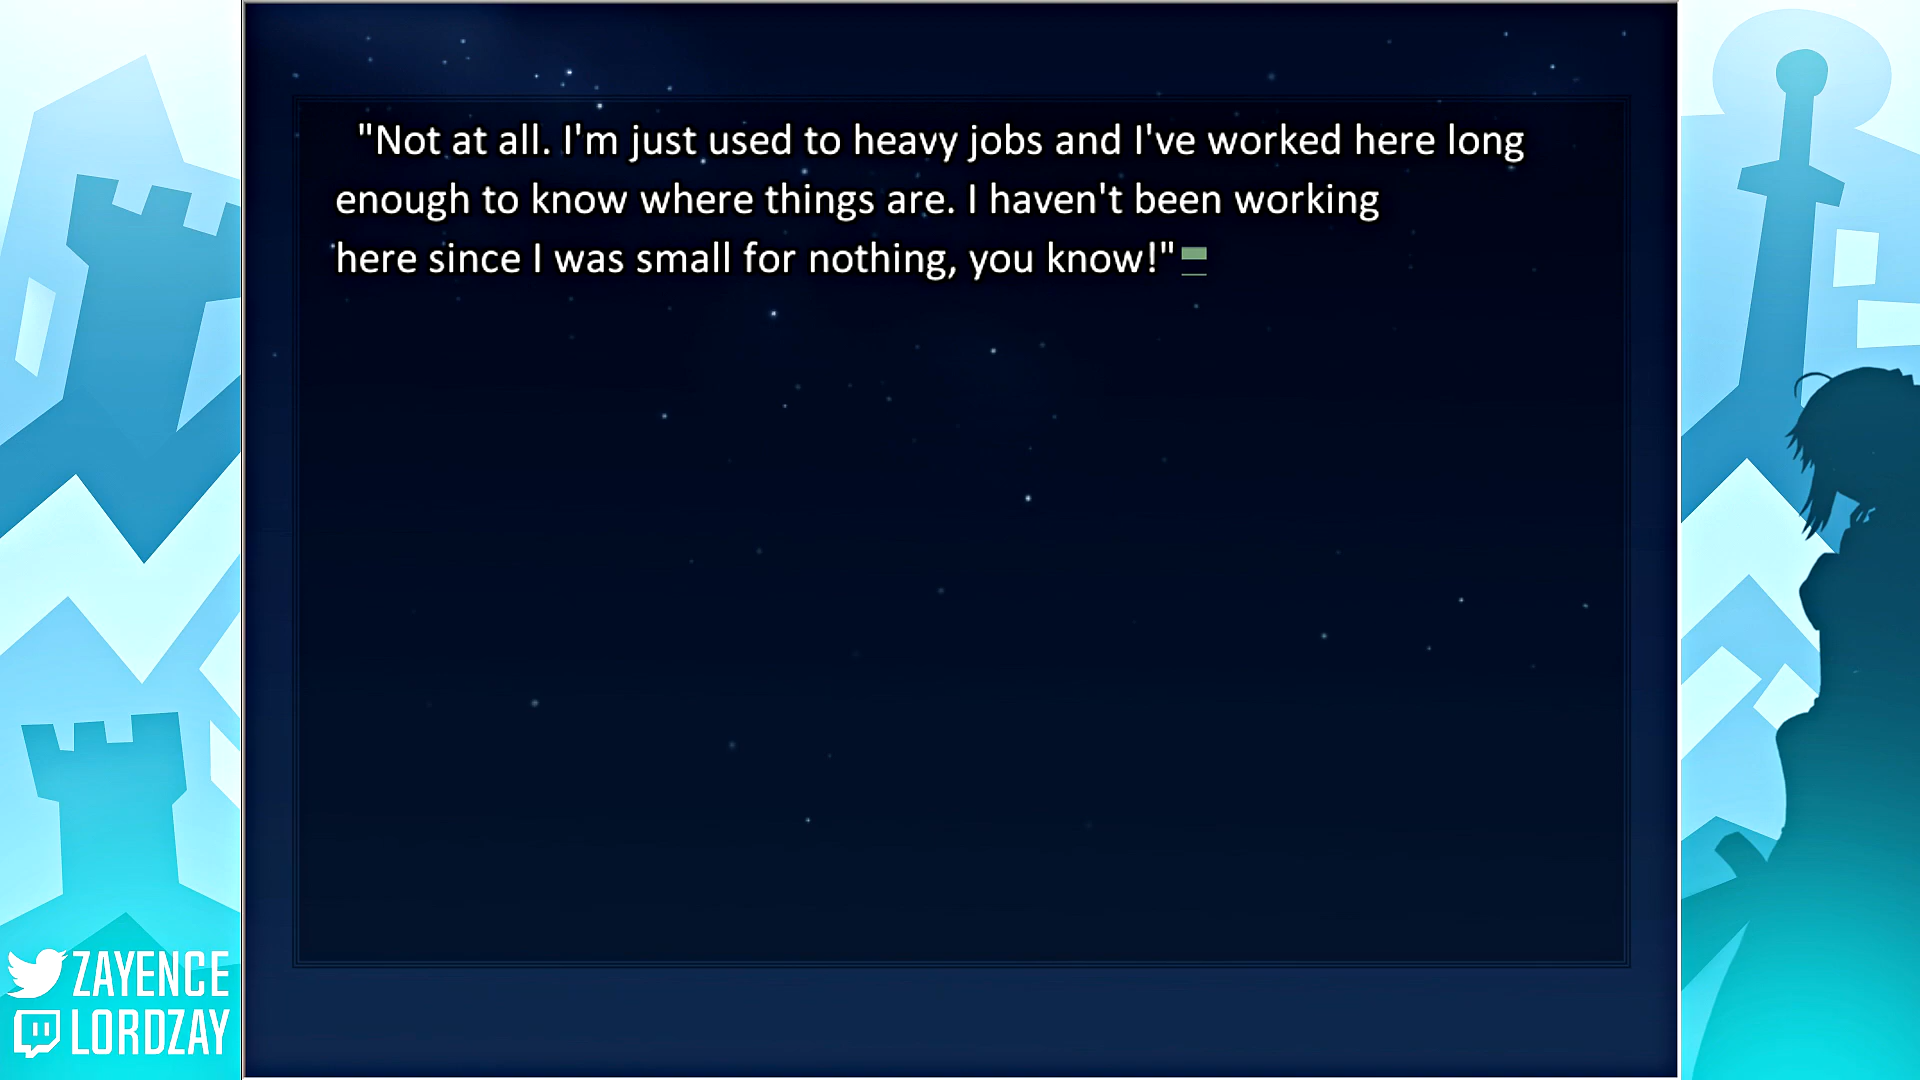 "Not at all. I'm just used to heavy jobs and I've worked here long
enough to know where things are. I haven't been working
here since I was small for nothing, you know!"
ZAYENCE
LORDZAY